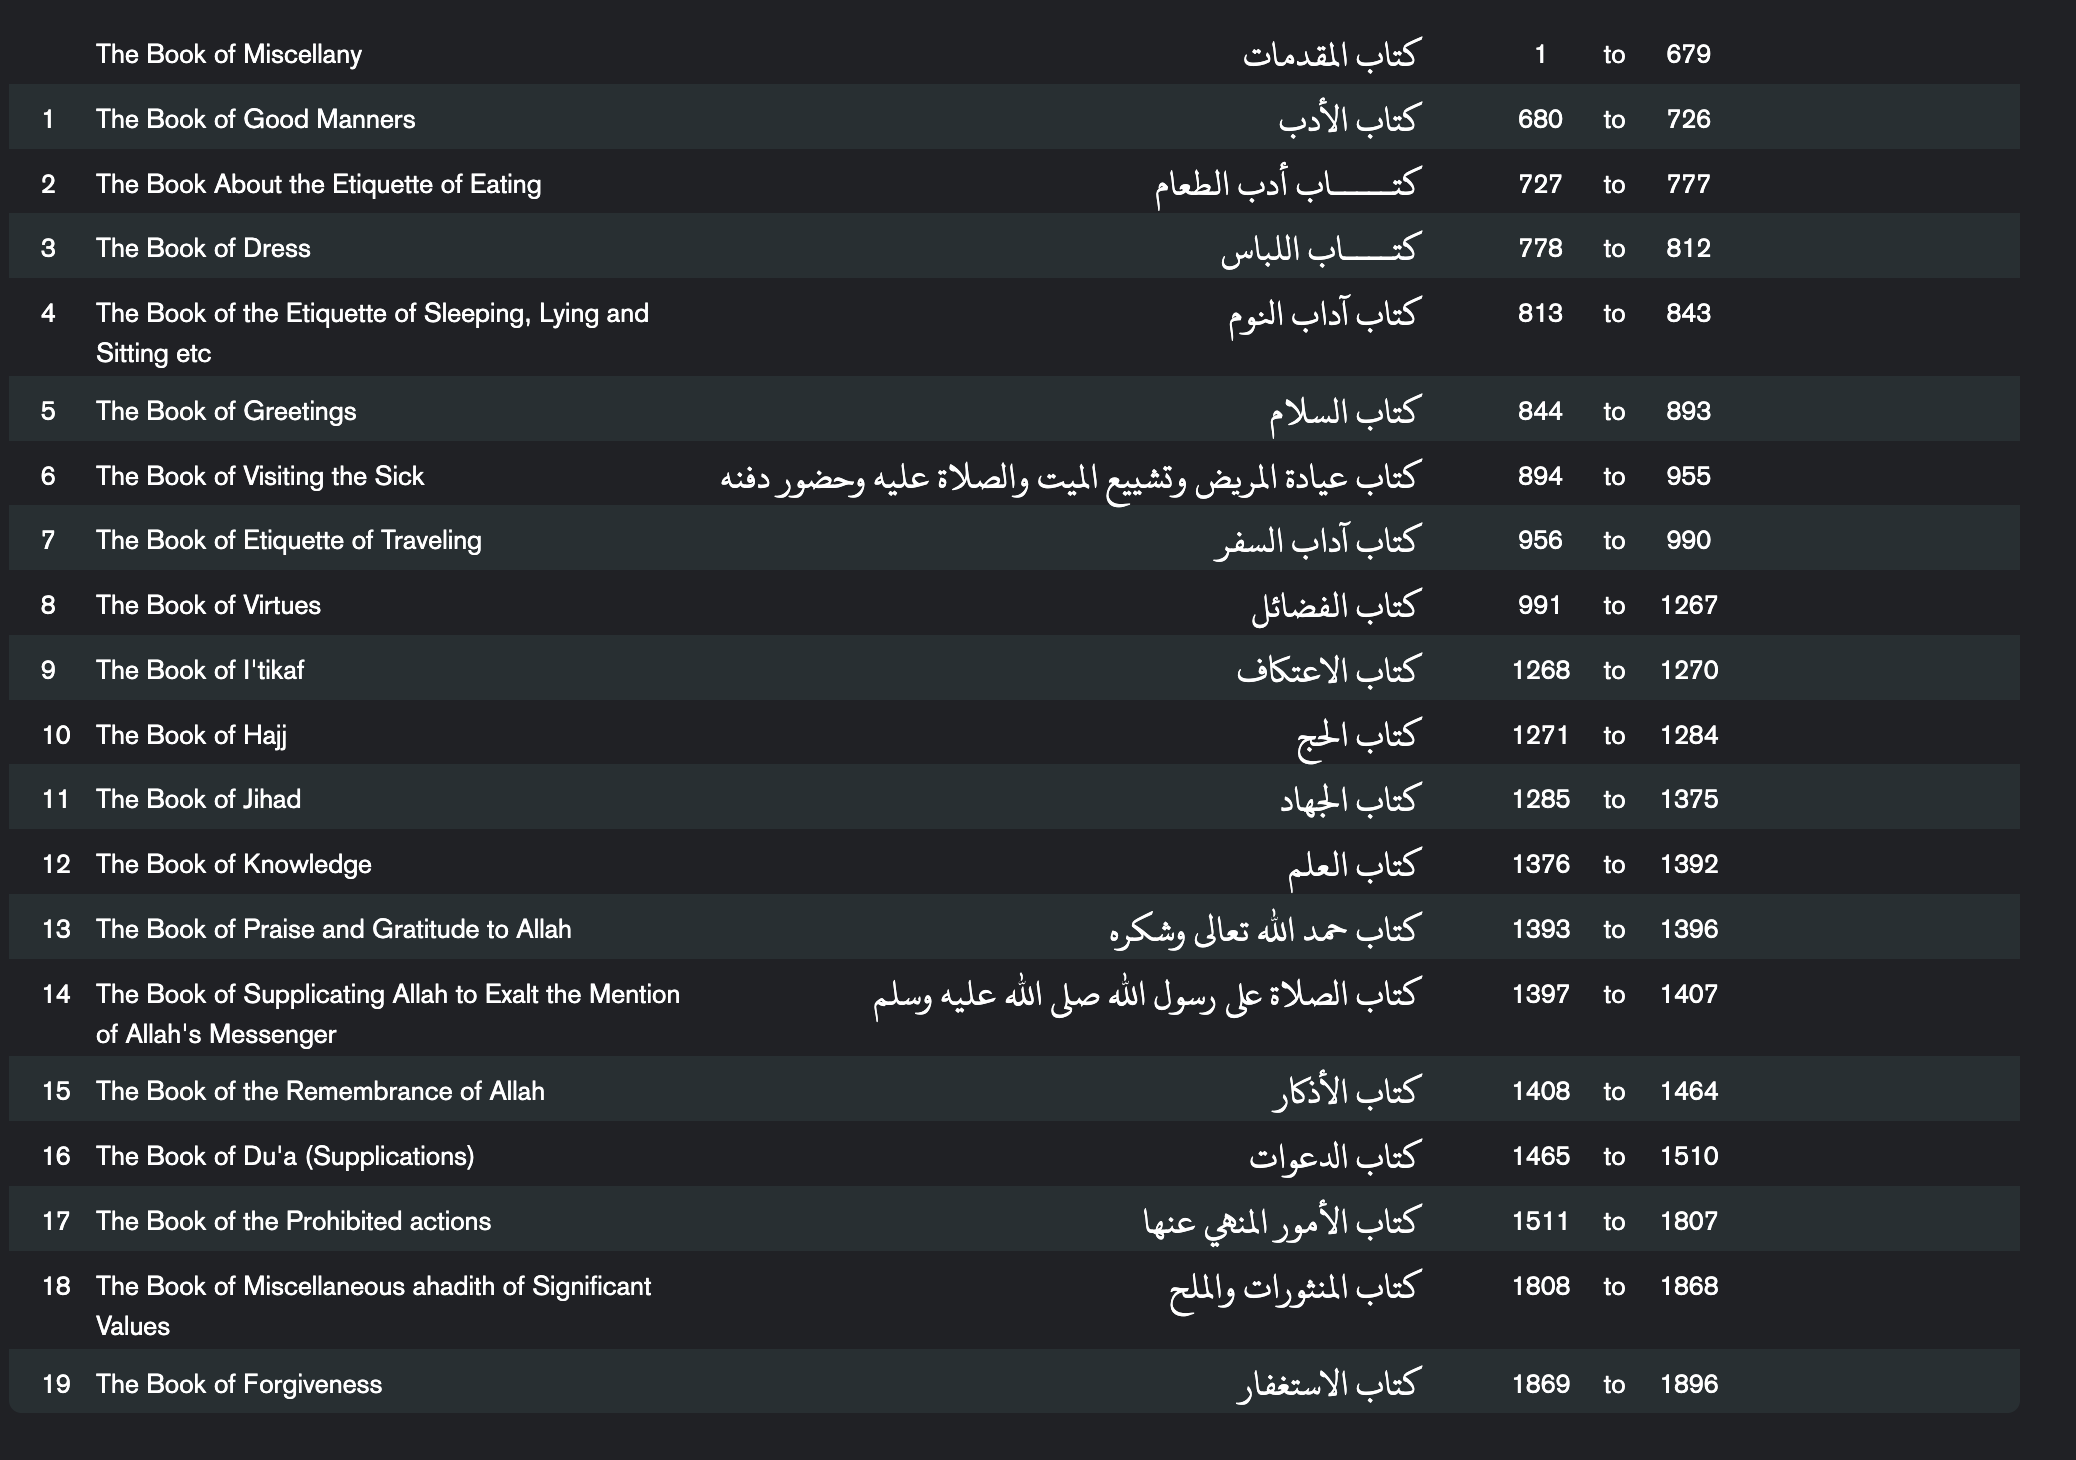 The Book of Miscellany كتاب المقدمات 1 to 679
1 The Book of Good Manners كتاب الأدب 680 to 726
2 The Book About the Etiquette of Eating كتـــــــاب أدب الطعام 727 to 777
3 The Book of Dress كتــــــاب اللباس 778 to 812
4 The Book of the Etiquette of Sleeping, Lying and كتاب آداب النوم 813 to 843
Sitting etc
5 The Book of Greetings كتاب السلام 844 to 893
6 The Book of Visiting the Sick كتاب عيادة المريض وتشييع الميت والصلاة عليه وحضور دفنه 894 to 955
7 The Book of Etiquette of Traveling كتاب آداب السفر 956 to 990
8 The Book of Virtues كتاب الفضائل 991 to 1267
9 The Book of I'tikaf كتاب الاعتكاف 1268 to 1270
10 The Book of Hajj كتاب الحج 1271 to 1284
11 The Book of Jihad كتاب الجهاد 1285 to 1375
12 The Book of Knowledge كتاب العلم 1376 to 1392
13 The Book of Praise and Gratitude to Allah كتاب حمد الله تعالى وشكره 1393 to 1396
14 The Book of Supplicating Allah to Exalt the Mention كتاب الصلاة على رسول الله صلى الله عليه وسلم 1397 to 1407
of Allah's Messenger
15 The Book of the Remembrance of Allah كتاب الأذكار 1408 to 1464
16 The Book of Du'a (Supplications) كتاب الدعوات 1465 to 1510
17 The Book of the Prohibited actions كتاب الأمور المنهي عنها 1511 to 1807
18 The Book of Miscellaneous ahadith of Significant كتاب المنثورات والملح 1808 to 1868
Values
19 The Book of Forgiveness كتاب الاستغفار 1869 to 1896